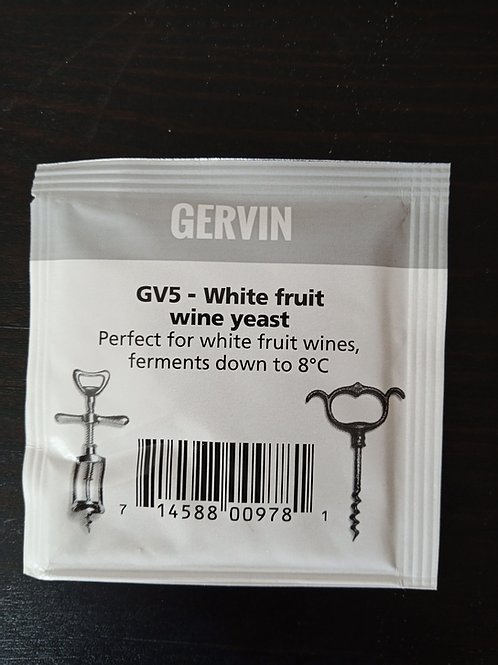 GERVIN
GV5 - White fruit
wine yeast
Perfect for white fruit wines,
ferments down to 8°C
7 14588 00978 1